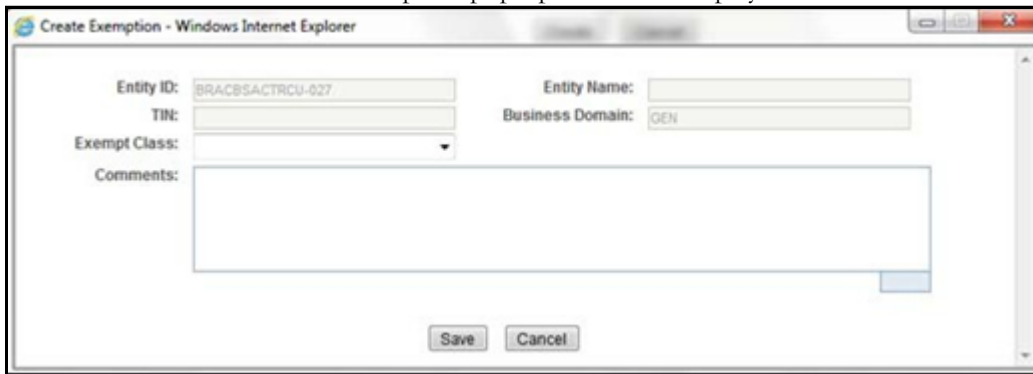 Create Exemption - Windows Internet Explorer
Entity ID: BRACBSACTRCU-027 Entity Name:
TIN: Business Domain: GEN
Exempt Class:
Comments:
Save Cancel